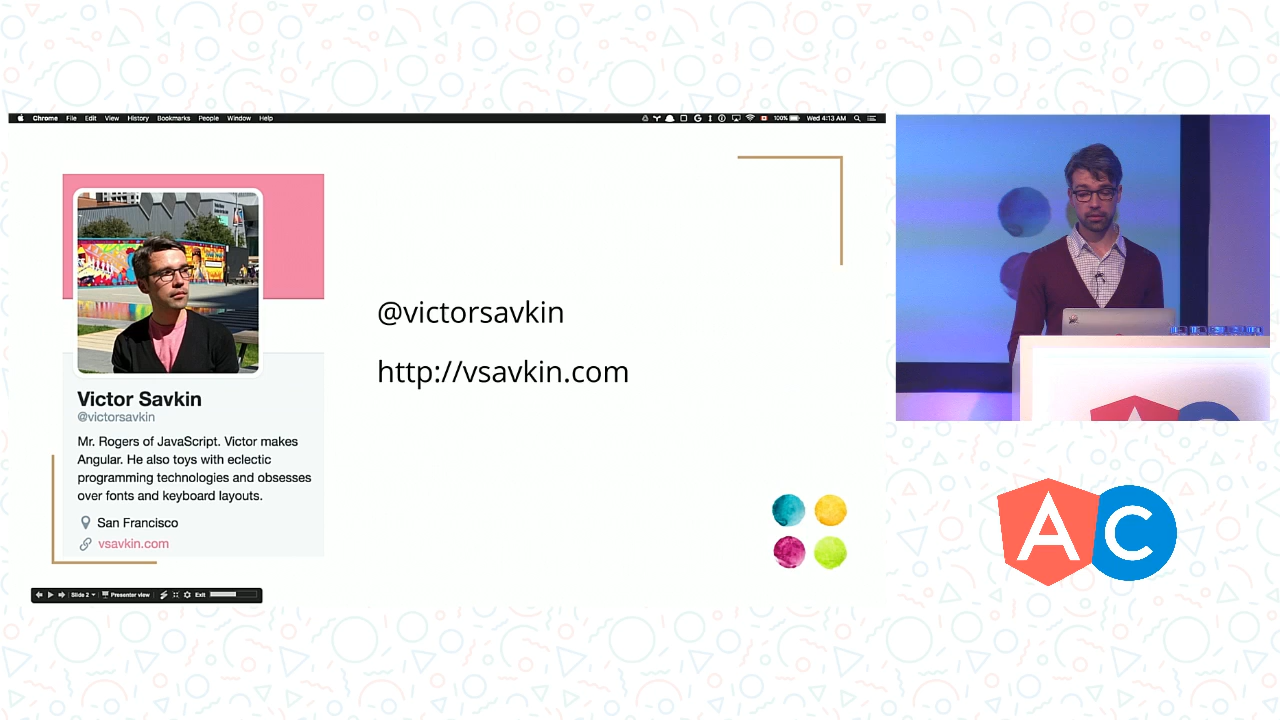 Chrome File Edit View History Bookmarks People Window Help
100% Wed 4:13 AM
@victorsavkin
http://vsavkin.com
Victor Savkin
@victorsavkin
Mr. Rogers of JavaScript. Victor makes
Angular. He also toys with eclectic
programming technologies and obsesses
over fonts and keyboard layouts.
San Francisco
vsavkin.com
Slide 2 Presenter view Exit
A C